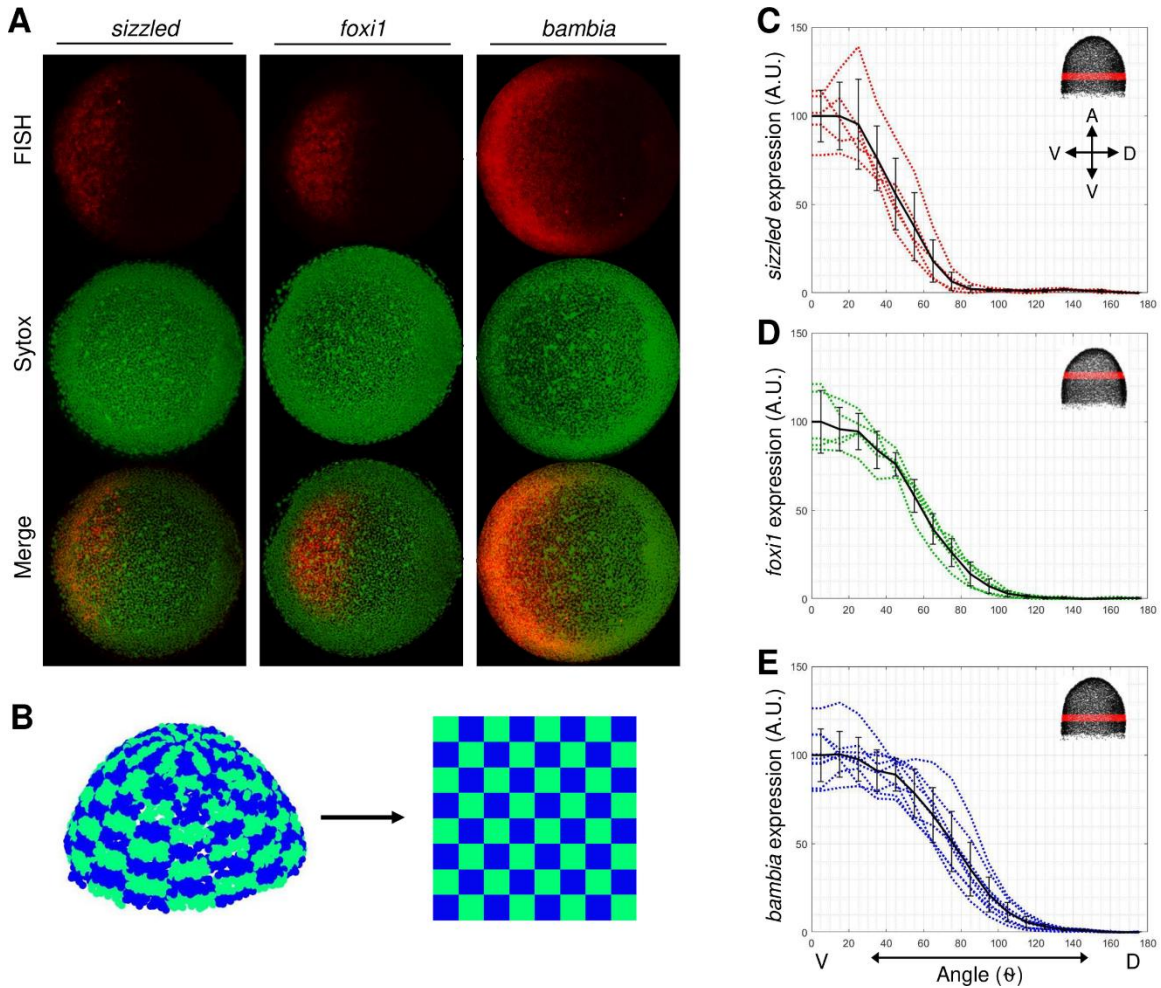 A
sizzled
foxi1
bambia
FISH
Sytox
Merge
B
C
150
100
50
0
sizzled expression (A.U.)
0 20 40 60 80 100 120 140 160 180
A
V D
V
D
150
100
50
0
foxi1 expression (A.U.)
0 20 40 60 80 100 120 140 160 180
E
150
100
50
0
bambia expression (A.U.)
0 20 40 60 80 100 120 140 160 180
V
Angle (θ)
D